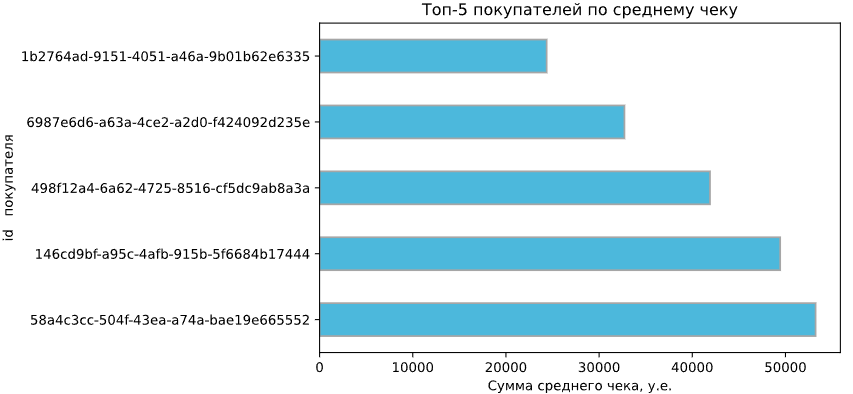 Топ-5 покупателей по среднему чеку
id покупателя
1b2764ad-9151-4051-a46a-9b01b62e6335
6987e6d6-a63a-4ce2-a2d0-f424092d235e
498f12a4-6a62-4725-8516-cf5dc9ab8a3a
146cd9bf-a95c-4afb-915b-5f6684b17444
58a4c3cc-504f-43ea-a74a-bae19e665552
0 10000 20000 30000 40000 50000
Сумма среднего чека, у.е.